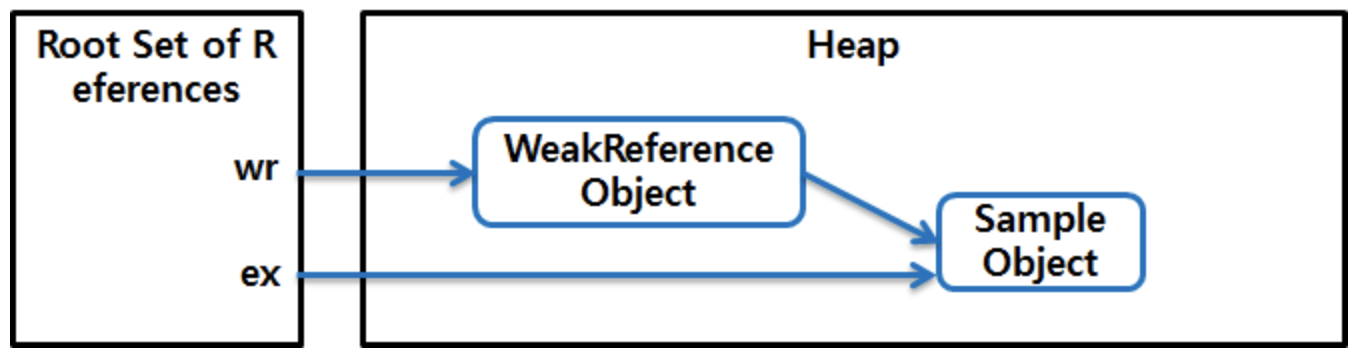 Root Set of R
eferences
Heap
wr
WeakReference
Object
Sample
Object
ex